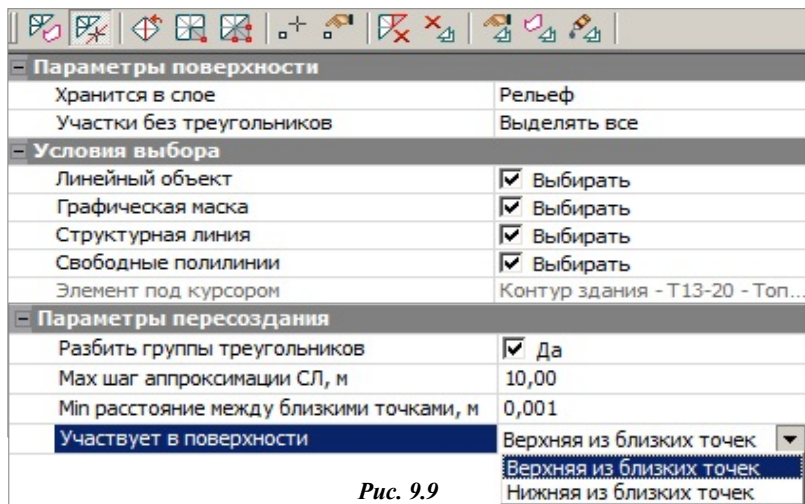 Параметры поверхности
Хранится в слое Рельеф
Участки без треугольников Выделять все
Условия выбора
Линейный объект Выбирать
Графическая маска Выбирать
Структурная линия Выбирать
Свободные полилинии Выбирать
Элемент под курсором Контур здания - Т13-20 - Топ...
Параметры пересоздания
Разбить группы треугольников Да
Max шаг аппроксимации СЛ, м 10,00
Min расстояние между близкими точками, м 0,001
Участвует в поверхности Верхняя из близких точек
Верхняя из близких точек
Нижняя из близких точек
Рис. 9.9